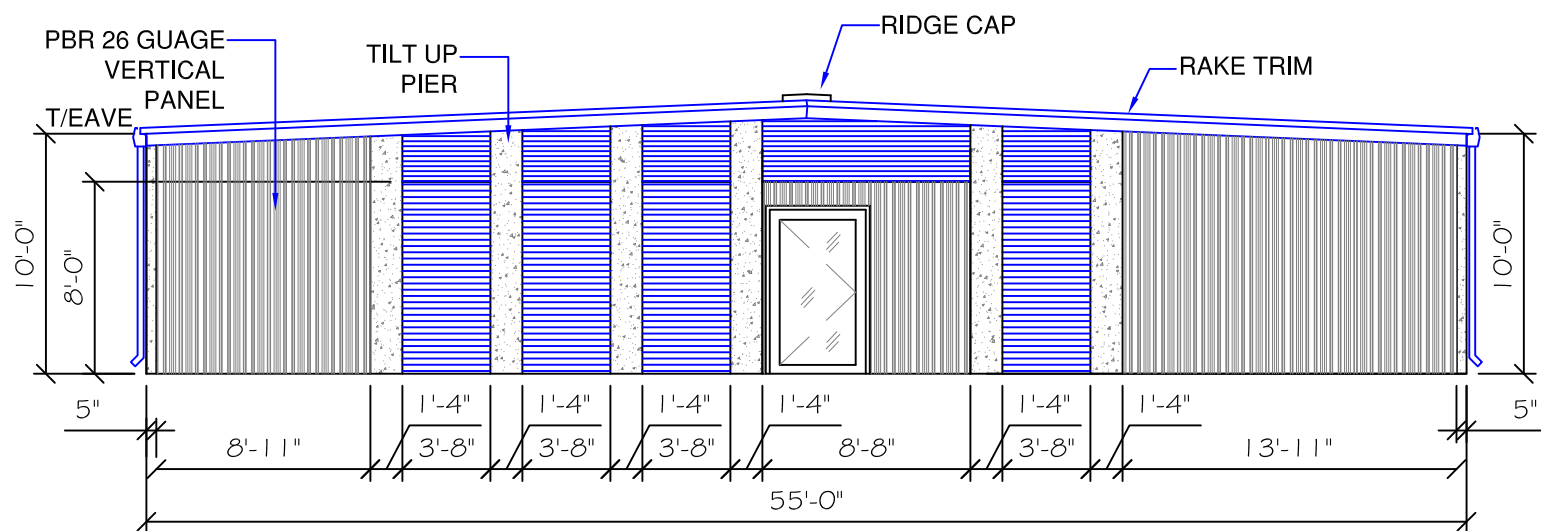 RIDGE CAP
PBR 26 GUAGE
VERTICAL
PANEL
TILT UP
PIER
RAKE TRIM
T/EAVE
10'-0"
8'-0"
10'-0"
5"
1'-4"
1'-4"
1'-4"
1'-4"
1'-4"
1'-4"
5"
8'-11"
3'-8"
3'-8"
3'-8"
8'-8"
3'-8"
13'-11"
55'-0"